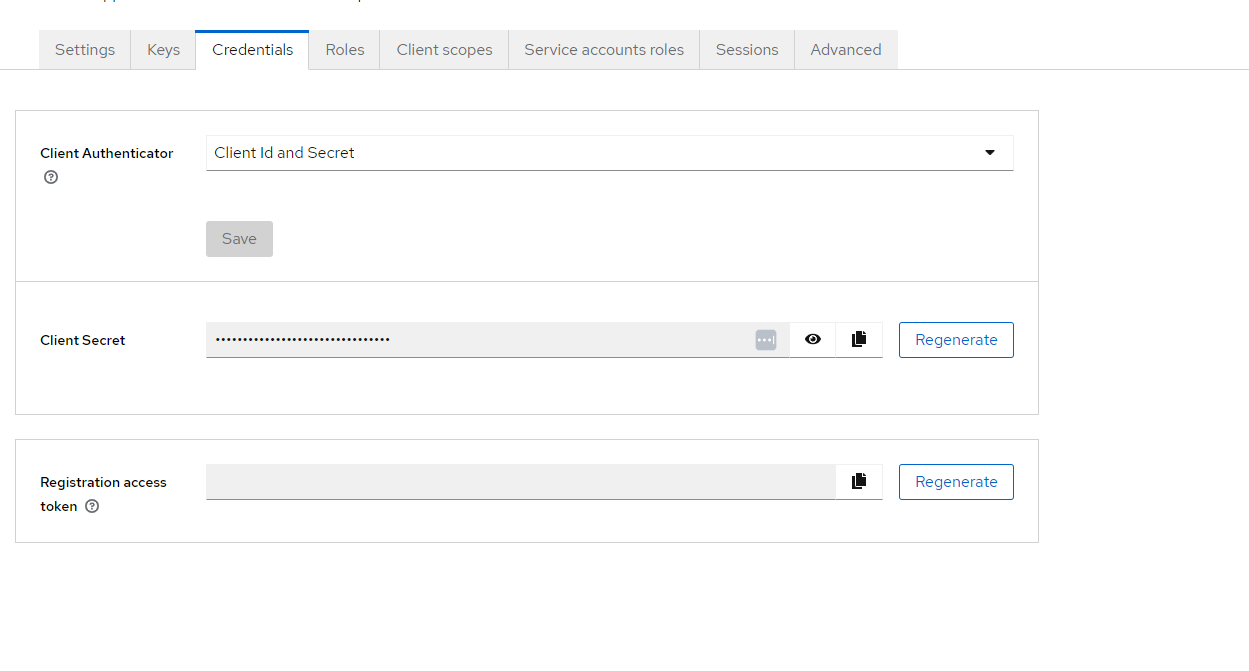 Settings Keys Credentials Roles Client scopes Service accounts roles Sessions Advanced
Client Authenticator
Client Id and Secret
Save
Client Secret
••••••••••••••••••••••••••••••••
Regenerate
Registration access
token
Regenerate